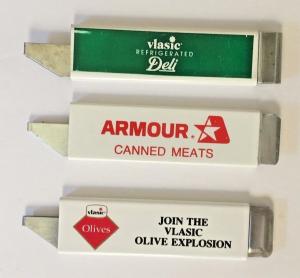 vlasic
REFRIGERATED
Deli
ARMOUR
CANNED MEATS
vlasic
Olives
JOIN THE
VLASIC
OLIVE EXPLOSION